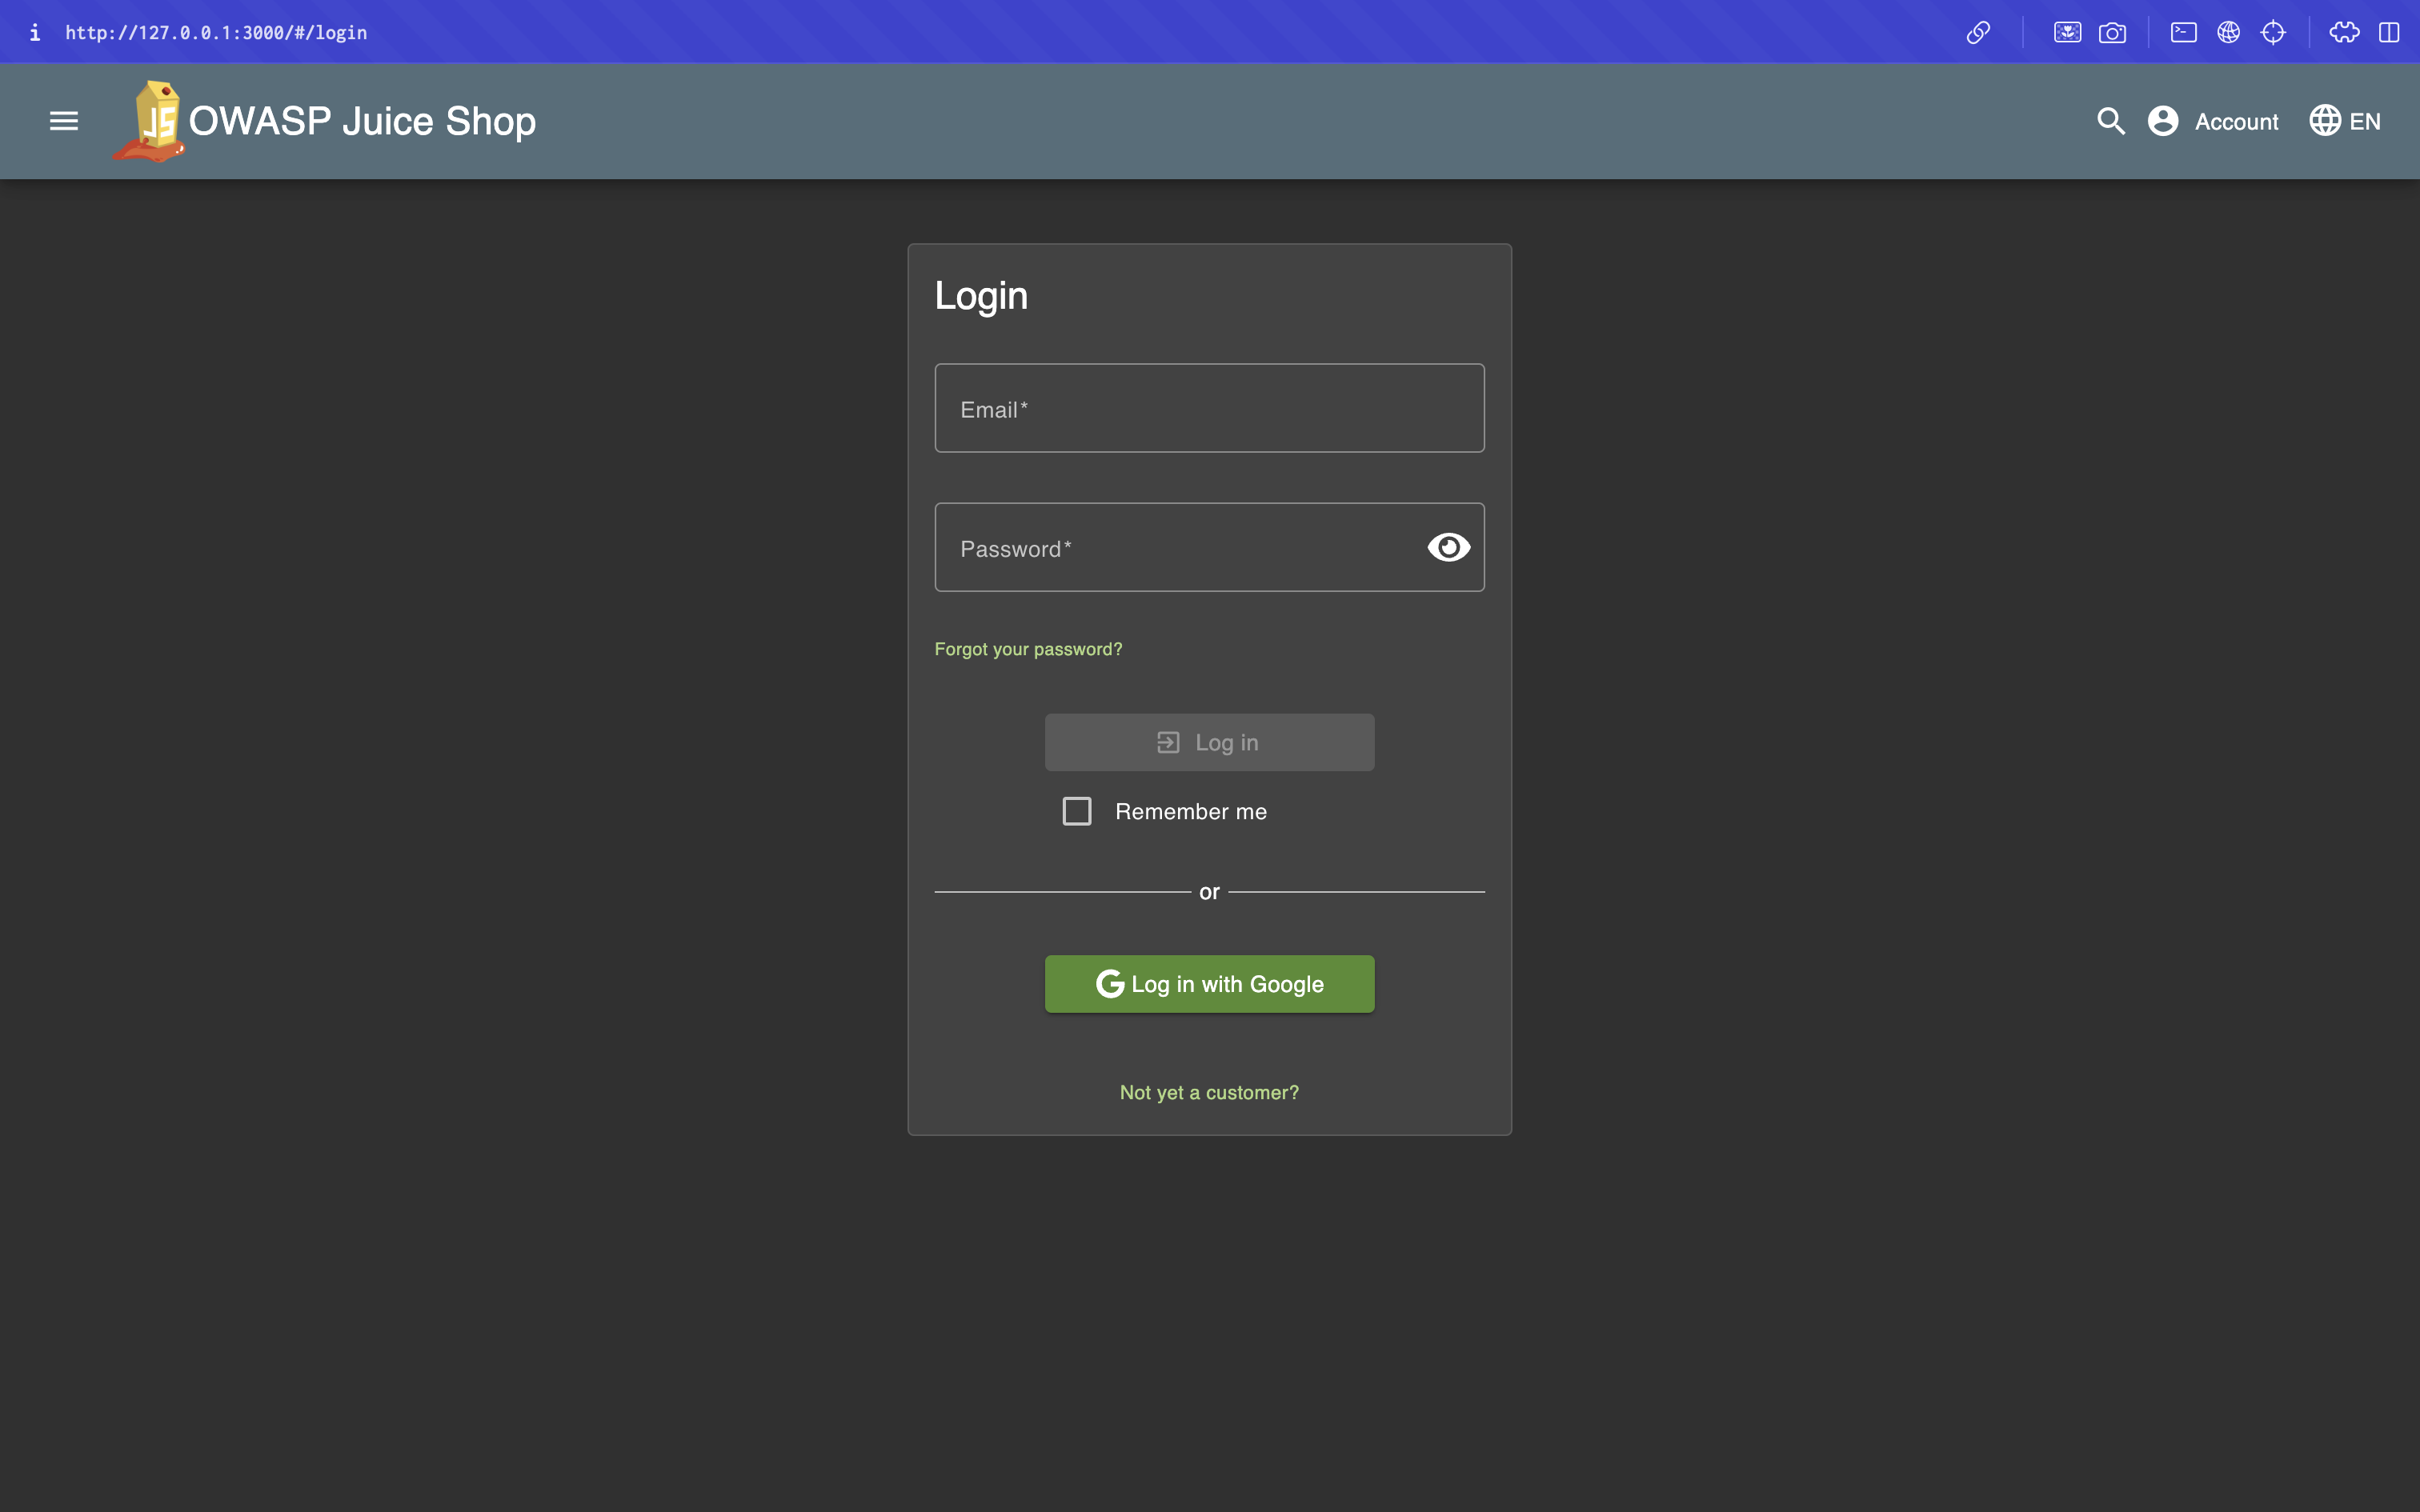 http://127.0.0.1:3000/#/login
JS OWASP Juice Shop
Account
EN
Login
Email*
Password*
Forgot your password?
Log in
Remember me
or
G Log in with Google
Not yet a customer?